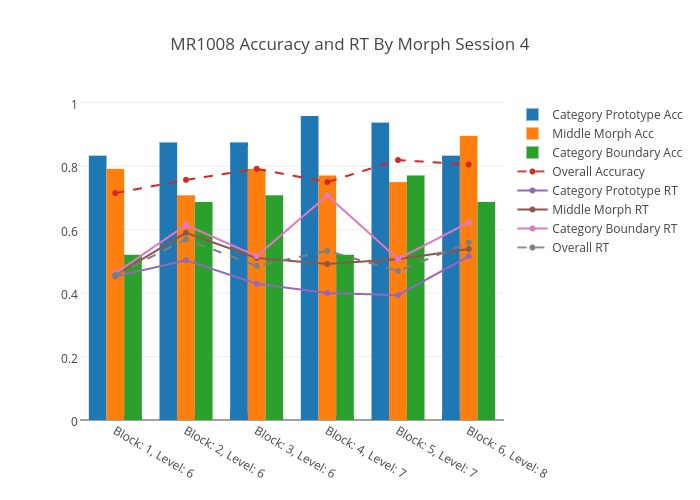 MR1008 Accuracy and RT By Morph Session 4
1
0.8
0.6
0.4
0.2
0
Block: 1, Level: 6
Block: 2, Level: 6
Block: 3, Level: 6
Block: 4, Level: 7
Block: 5, Level: 7
Block: 6, Level: 8
Category Prototype Acc
Middle Morph Acc
Category Boundary Acc
Overall Accuracy
Category Prototype RT
Middle Morph RT
Category Boundary RT
Overall RT